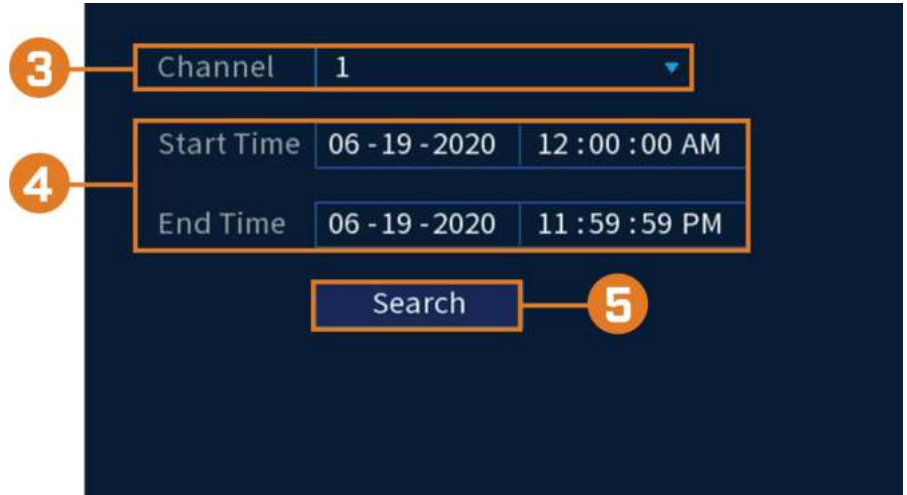 3 Channel 1
Start Time 06 - 19 - 2020 12 : 00 : 00 AM
4
End Time 06 - 19 - 2020 11 : 59 : 59 PM
Search 5